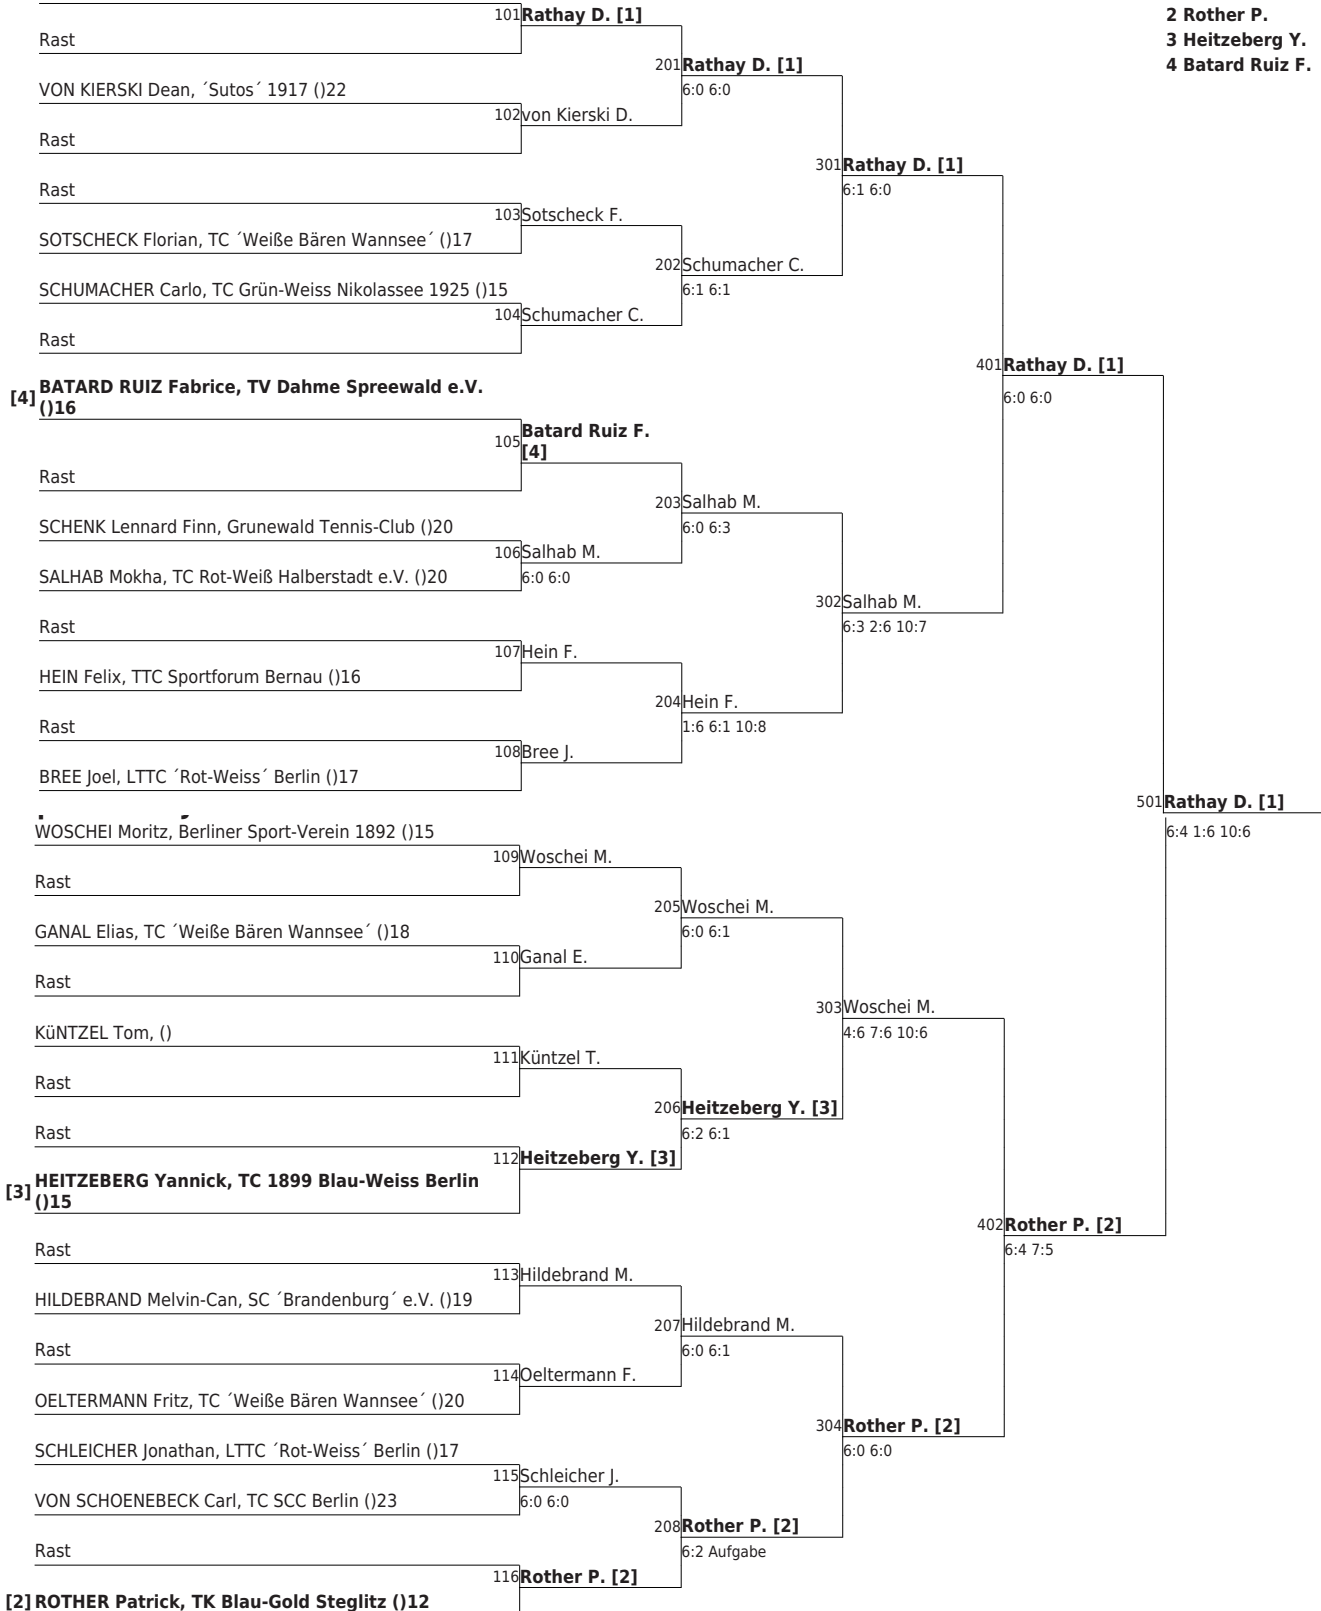 101 Rathay D. [1]
2 Rother P.
Rast
3 Heitzeberg Y.
201 Rathay D. [1]
4 Batard Ruiz F.
VON KIERSKI Dean, ´Sutos´ 1917 ()22
6:0 6:0
102 von Kierski D.
Rast
301 Rathay D. [1]
Rast
6:1 6:0
103 Sotscheck F.
SOTSCHECK Florian, TC ´Weiße Bären Wannsee´ ()17
202 Schumacher C.
SCHUMACHER Carlo, TC Grün-Weiss Nikolassee 1925 ()15
6:1 6:1
104 Schumacher C.
Rast
401 Rathay D. [1]
[4] BATARD RUIZ Fabrice, TV Dahme Spreewald e.V.
()16
6:0 6:0
105 Batard Ruiz F.
[4]
Rast
203 Salhab M.
SCHENK Lennard Finn, Grunewald Tennis-Club ()20
6:0 6:3
106 Salhab M.
SALHAB Mokha, TC Rot-Weiß Halberstadt e.V. ()20
6:0 6:0
302 Salhab M.
Rast
6:3 2:6 10:7
107 Hein F.
HEIN Felix, TTC Sportforum Bernau ()16
204 Hein F.
Rast
1:6 6:1 10:8
108 Bree J.
BREE Joel, LTTC ´Rot-Weiss´ Berlin ()17
501 Rathay D. [1]
WOSCHEI Moritz, Berliner Sport-Verein 1892 ()15
6:4 1:6 10:6
109 Woschei M.
Rast
205 Woschei M.
GANAL Elias, TC ´Weiße Bären Wannsee´ ()18
6:0 6:1
110 Ganal E.
Rast
303 Woschei M.
KüNTZEL Tom, ()
4:6 7:6 10:6
111 Küntzel T.
Rast
206 Heitzeberg Y. [3]
Rast
6:2 6:1
112 Heitzeberg Y. [3]
[3] HEITZEBERG Yannick, TC 1899 Blau-Weiss Berlin
()15
402 Rother P. [2]
Rast
6:4 7:5
113 Hildebrand M.
HILDEBRAND Melvin-Can, SC ´Brandenburg´ e.V. ()19
207 Hildebrand M.
Rast
6:0 6:1
114 Oeltermann F.
OELTERMANN Fritz, TC ´Weiße Bären Wannsee´ ()20
304 Rother P. [2]
SCHLEICHER Jonathan, LTTC ´Rot-Weiss´ Berlin ()17
6:0 6:0
115 Schleicher J.
VON SCHOENEBECK Carl, TC SCC Berlin ()23
6:0 6:0
208 Rother P. [2]
Rast
6:2 Aufgabe
116 Rother P. [2]
[2] ROTHER Patrick, TK Blau-Gold Steglitz ()12